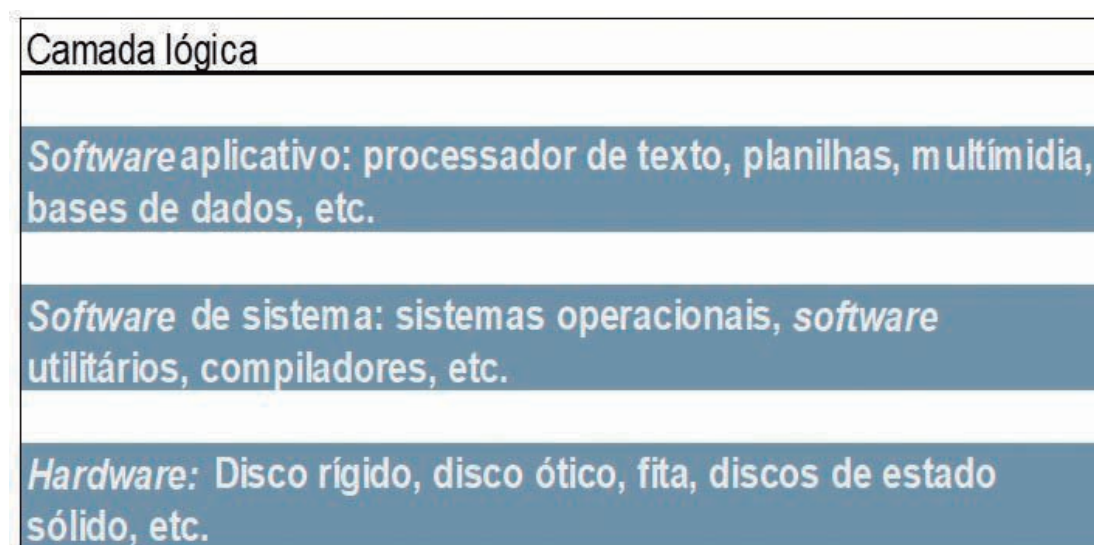 Camada lógica
Software aplicativo: processador de texto, planilhas, multímidia,
bases de dados, etc.
Software de sistema: sistemas operacionais, software
utilitários, compiladores, etc.
Hardware: Disco rígido, disco ótico, fita, discos de estado
sólido, etc.